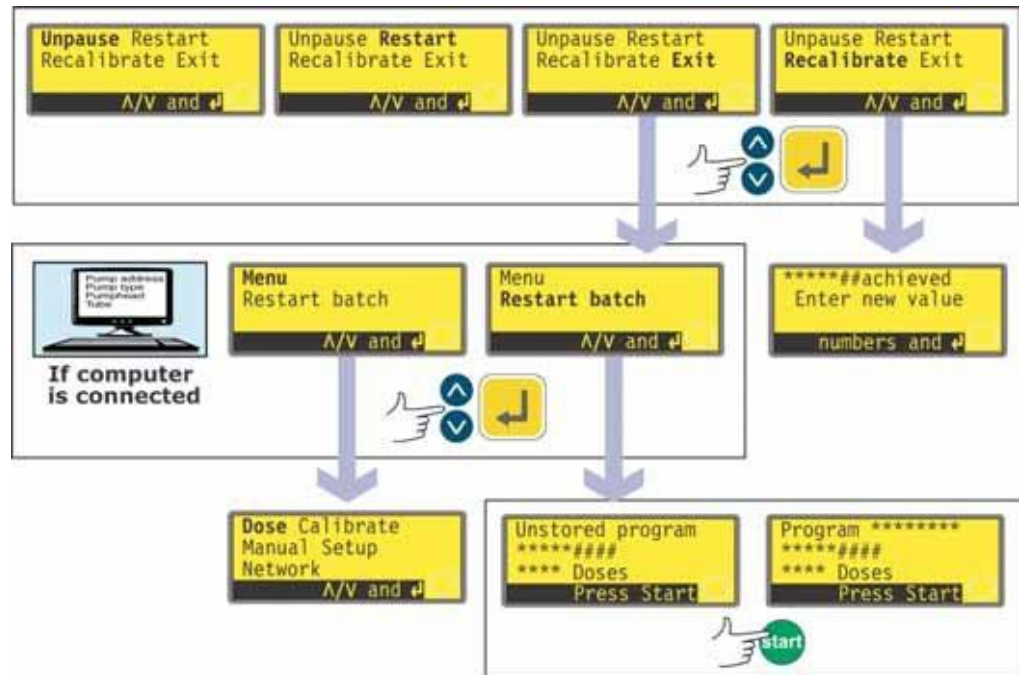 Unpause Restart
Recalibrate Exit
∧/∨ and ↵
Unpause Restart
Recalibrate Exit
∧/∨ and ↵
Unpause Restart
Recalibrate Exit
∧/∨ and ↵
Unpause Restart
Recalibrate Exit
∧/∨ and ↵
Pump address
Pump type
Pumphead
Tube
If computer
is connected
Menu
Restart batch
∧/∨ and ↵
Menu
Restart batch
∧/∨ and ↵
*****##achieved
Enter new value
numbers and ↵
Dose Calibrate
Manual Setup
Network
∧/∨ and ↵
Unstored program
*****####
**** Doses
Press Start
Program ********
*****####
**** Doses
Press Start
start